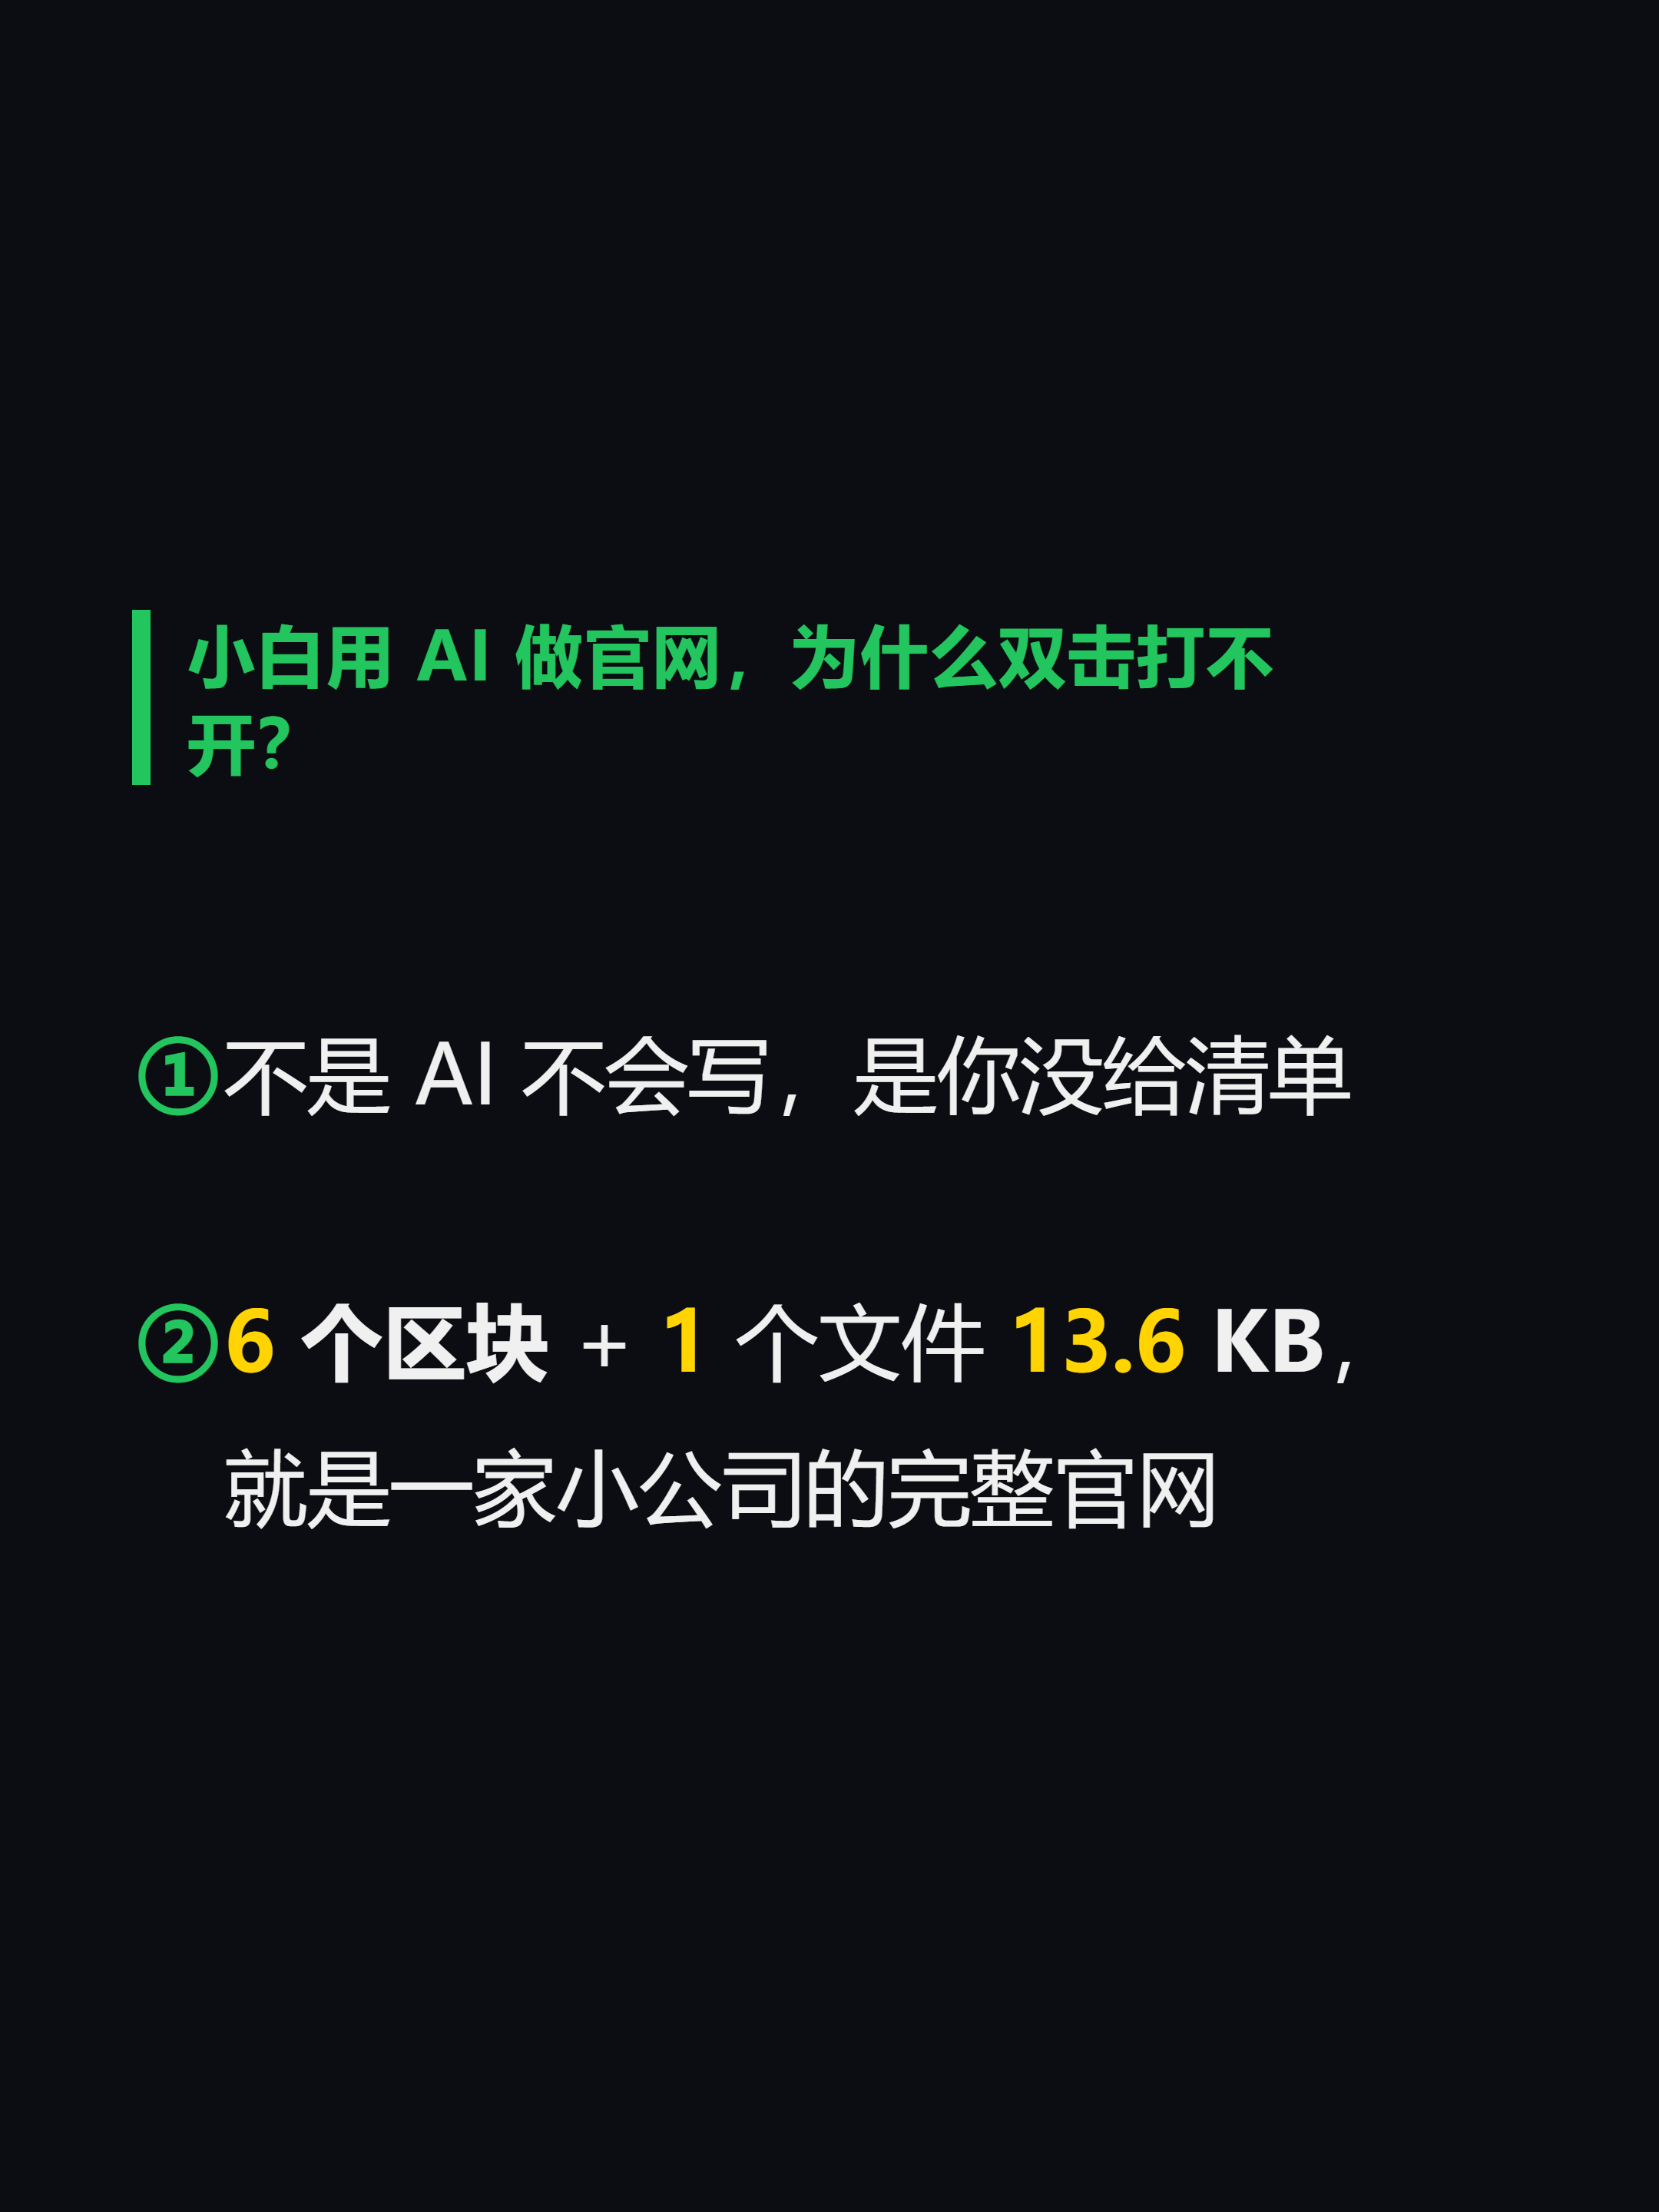 小白用 AI 做官网，为什么双击打不
开？
①不是 AI 不会写，是你没给清单
②6 个区块 + 1 个文件 13.6 KB，
就是一家小公司的完整官网